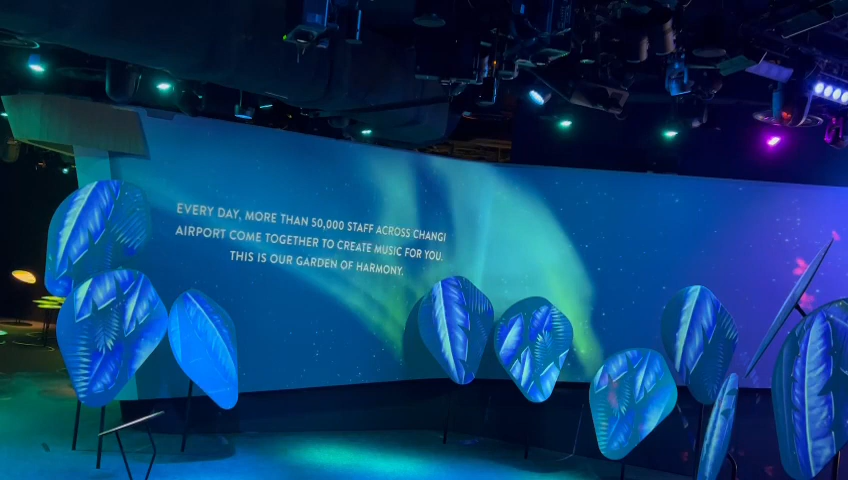 EVERY DAY, MORE THAN 50,000 STAFF ACROSS CHANGI
AIRPORT COME TOGETHER TO CREATE MUSIC FOR YOU.
THIS IS OUR GARDEN OF HARMONY.